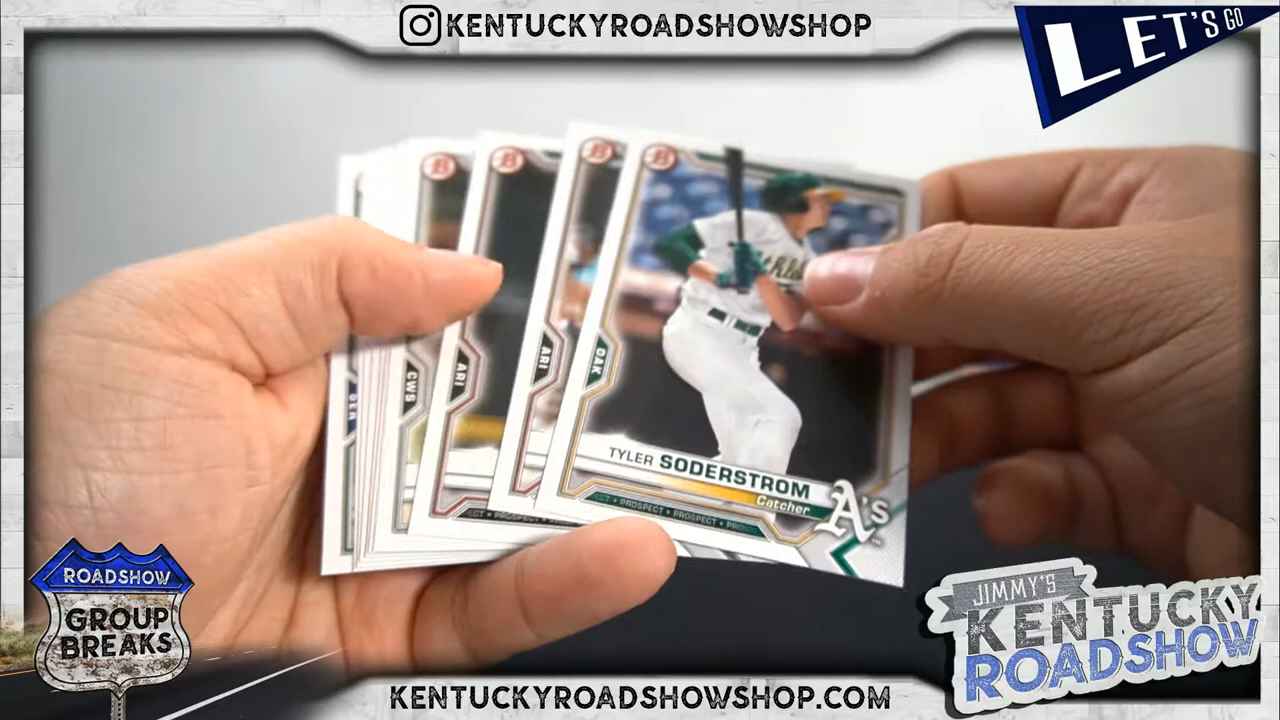 KENTUCKYROADSHOWSHOP
LET'S GO
B
B
B
B
OAK
ARI
ARI
CWS
TYLER SODERSTROM
Catcher
A's
PROSPECT • PROSPECT • PROSPECT
ROADSHOW
GROUP
BREAKS
JIMMY'S
KENTUCKY
ROADSHOW
KENTUCKYROADSHOWSHOP.COM